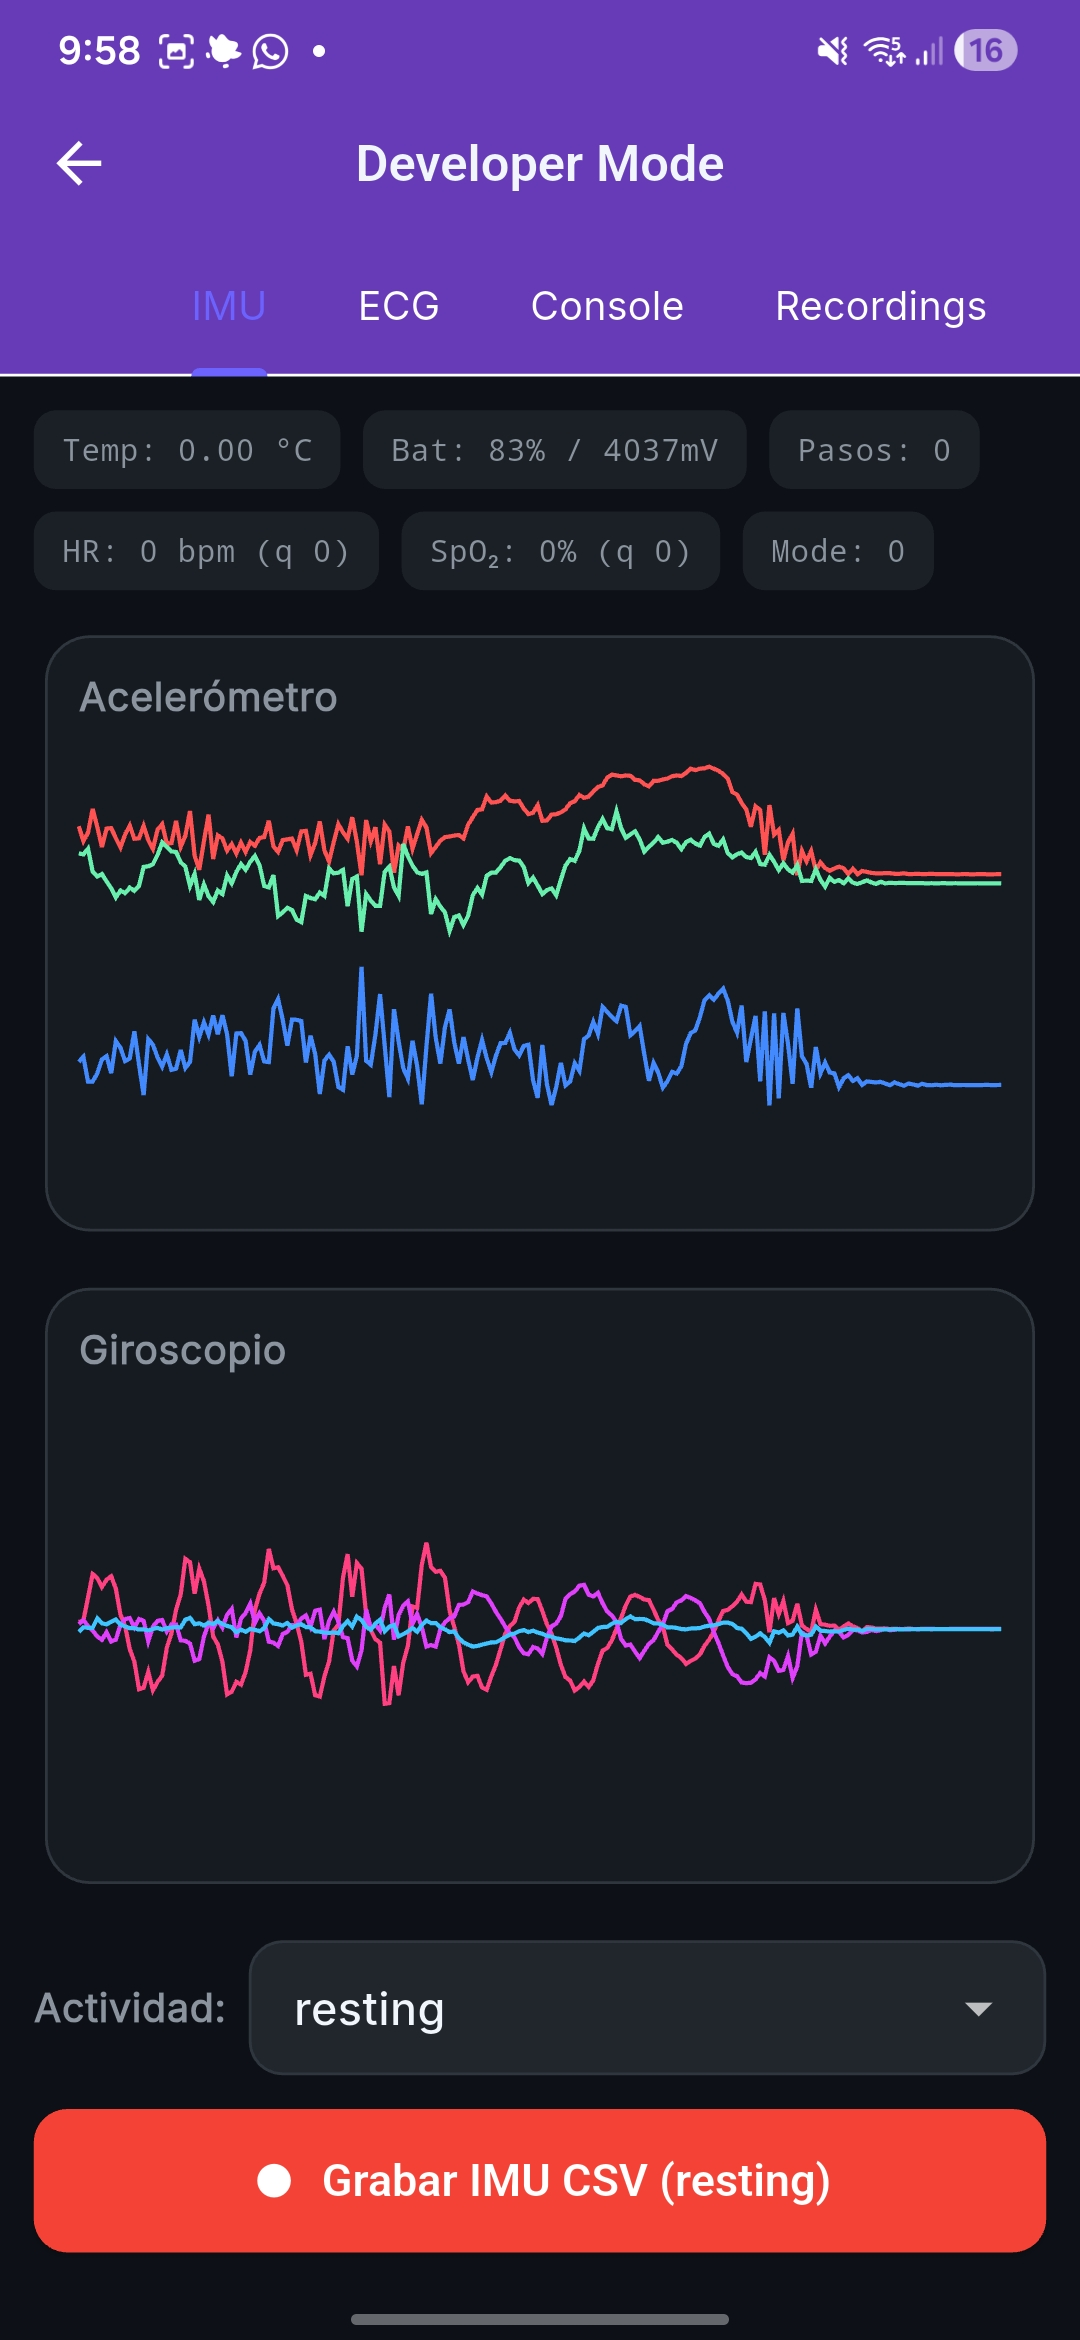 9:58
5
16
Developer Mode
IMU ECG Console Recordings
Temp: 0.00 °C Bat: 83% / 4037mV Pasos: 0
HR: 0 bpm (q 0) SpO₂: 0% (q 0) Mode: 0
Acelerómetro
Giroscopio
Actividad: resting
Grabar IMU CSV (resting)